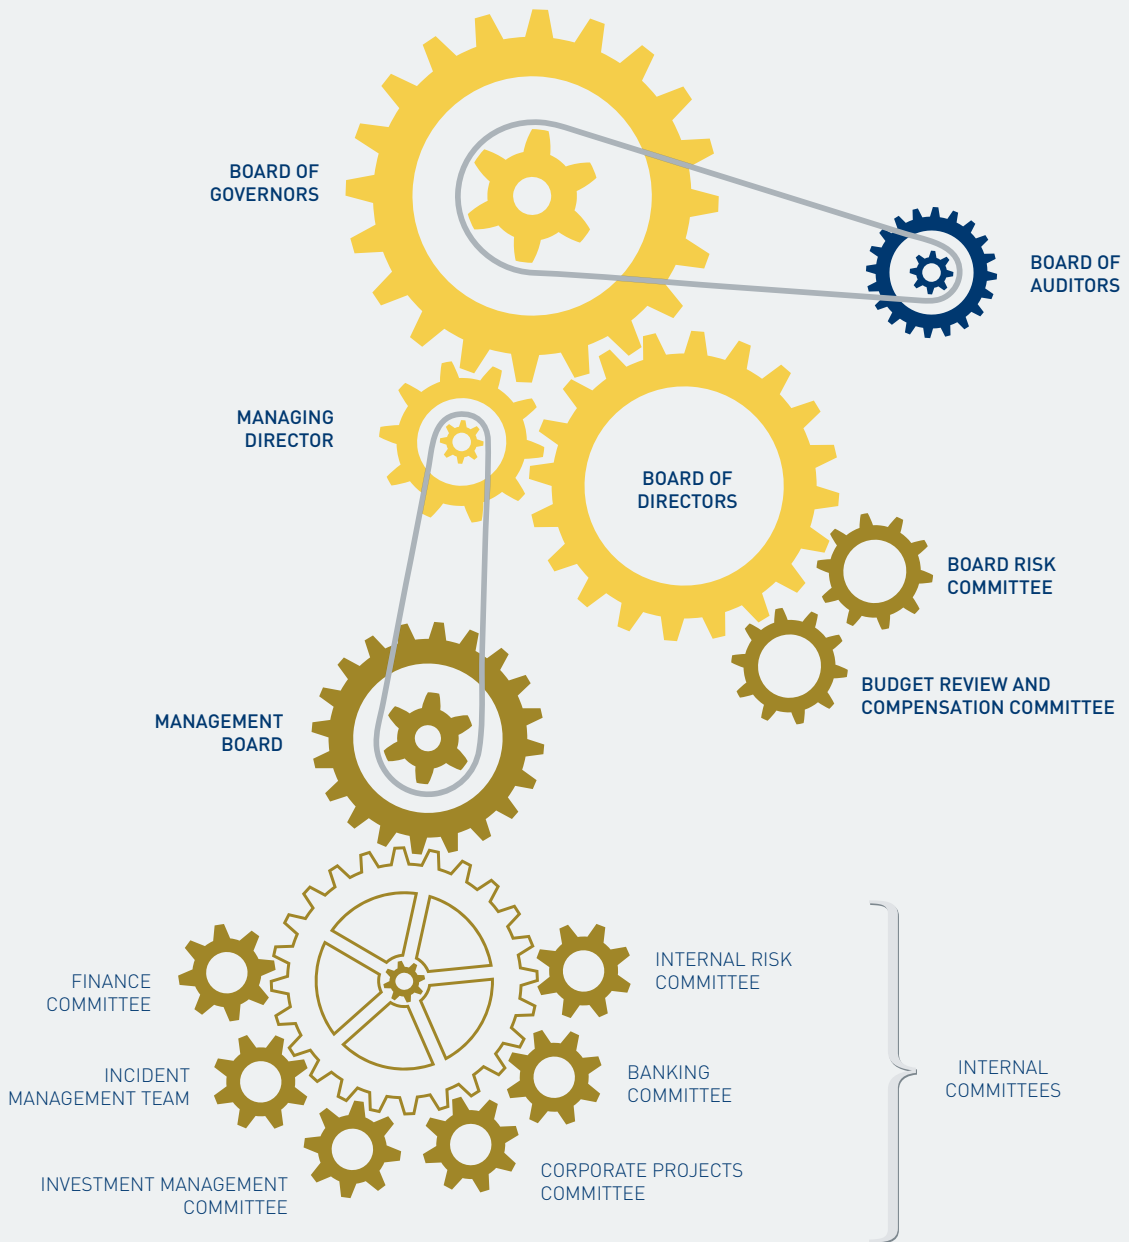 BOARD OF
GOVERNORS
BOARD OF
AUDITORS
MANAGING
DIRECTOR
BOARD OF
DIRECTORS
BOARD RISK
COMMITTEE
BUDGET REVIEW AND
COMPENSATION COMMITTEE
MANAGEMENT
BOARD
FINANCE
COMMITTEE
INTERNAL RISK
COMMITTEE
INCIDENT
MANAGEMENT TEAM
BANKING
COMMITTEE
INTERNAL
COMMITTEES
INVESTMENT MANAGEMENT
COMMITTEE
CORPORATE PROJECTS
COMMITTEE